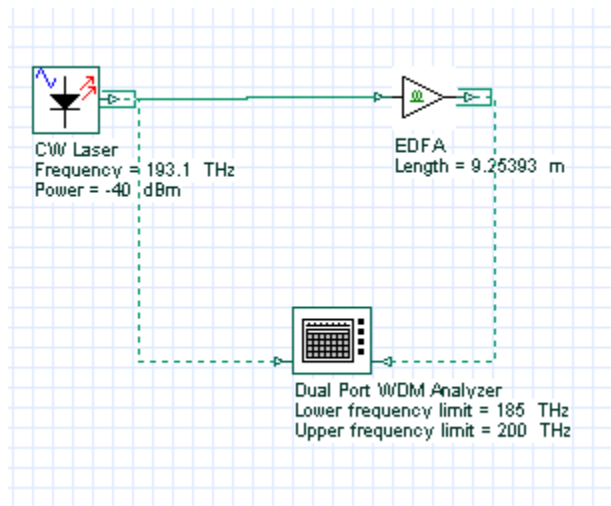 CW Laser
Frequency = 193.1 THz
Power = -40 dBm
EDFA
Length = 9.25393 m
Dual Port WDM Analyzer
Lower frequency limit = 185 THz
Upper frequency limit = 200 THz